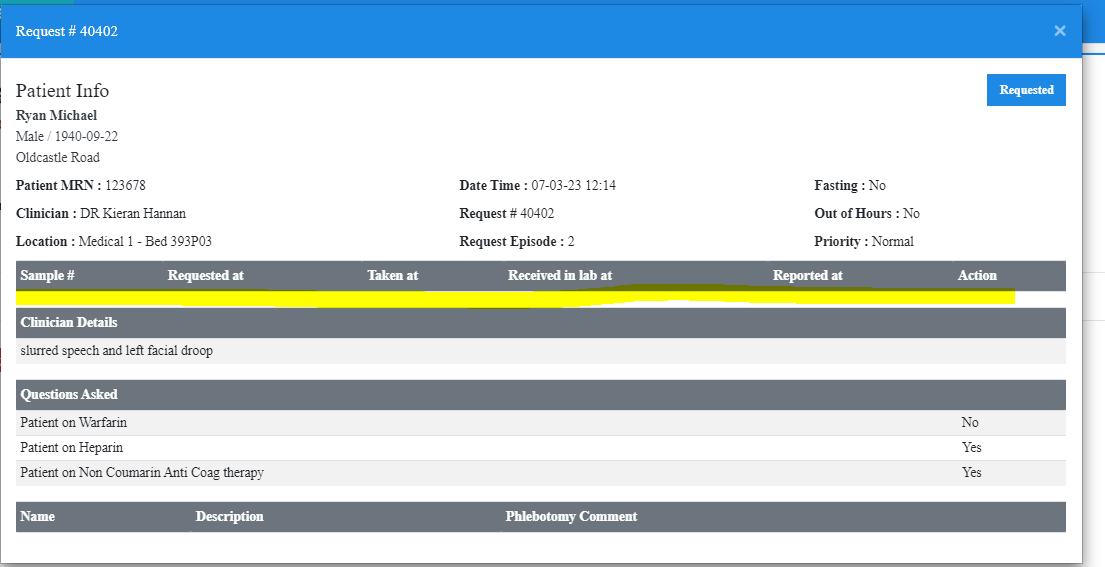 Request # 40402 ×
Patient Info Requested
Ryan Michael
Male / 1940-09-22
Oldcastle Road
Patient MRN : 123678 Date Time : 07-03-23 12:14 Fasting : No
Clinician : DR Kieran Hannan Request # 40402 Out of Hours : No
Location : Medical 1 - Bed 393P03 Request Episode : 2 Priority : Normal
Sample # Requested at Taken at Received in lab at Reported at Action
Clinician Details
slurred speech and left facial droop
Questions Asked
Patient on Warfarin No
Patient on Heparin Yes
Patient on Non Coumarin Anti Coag therapy Yes
Name Description Phlebotomy Comment